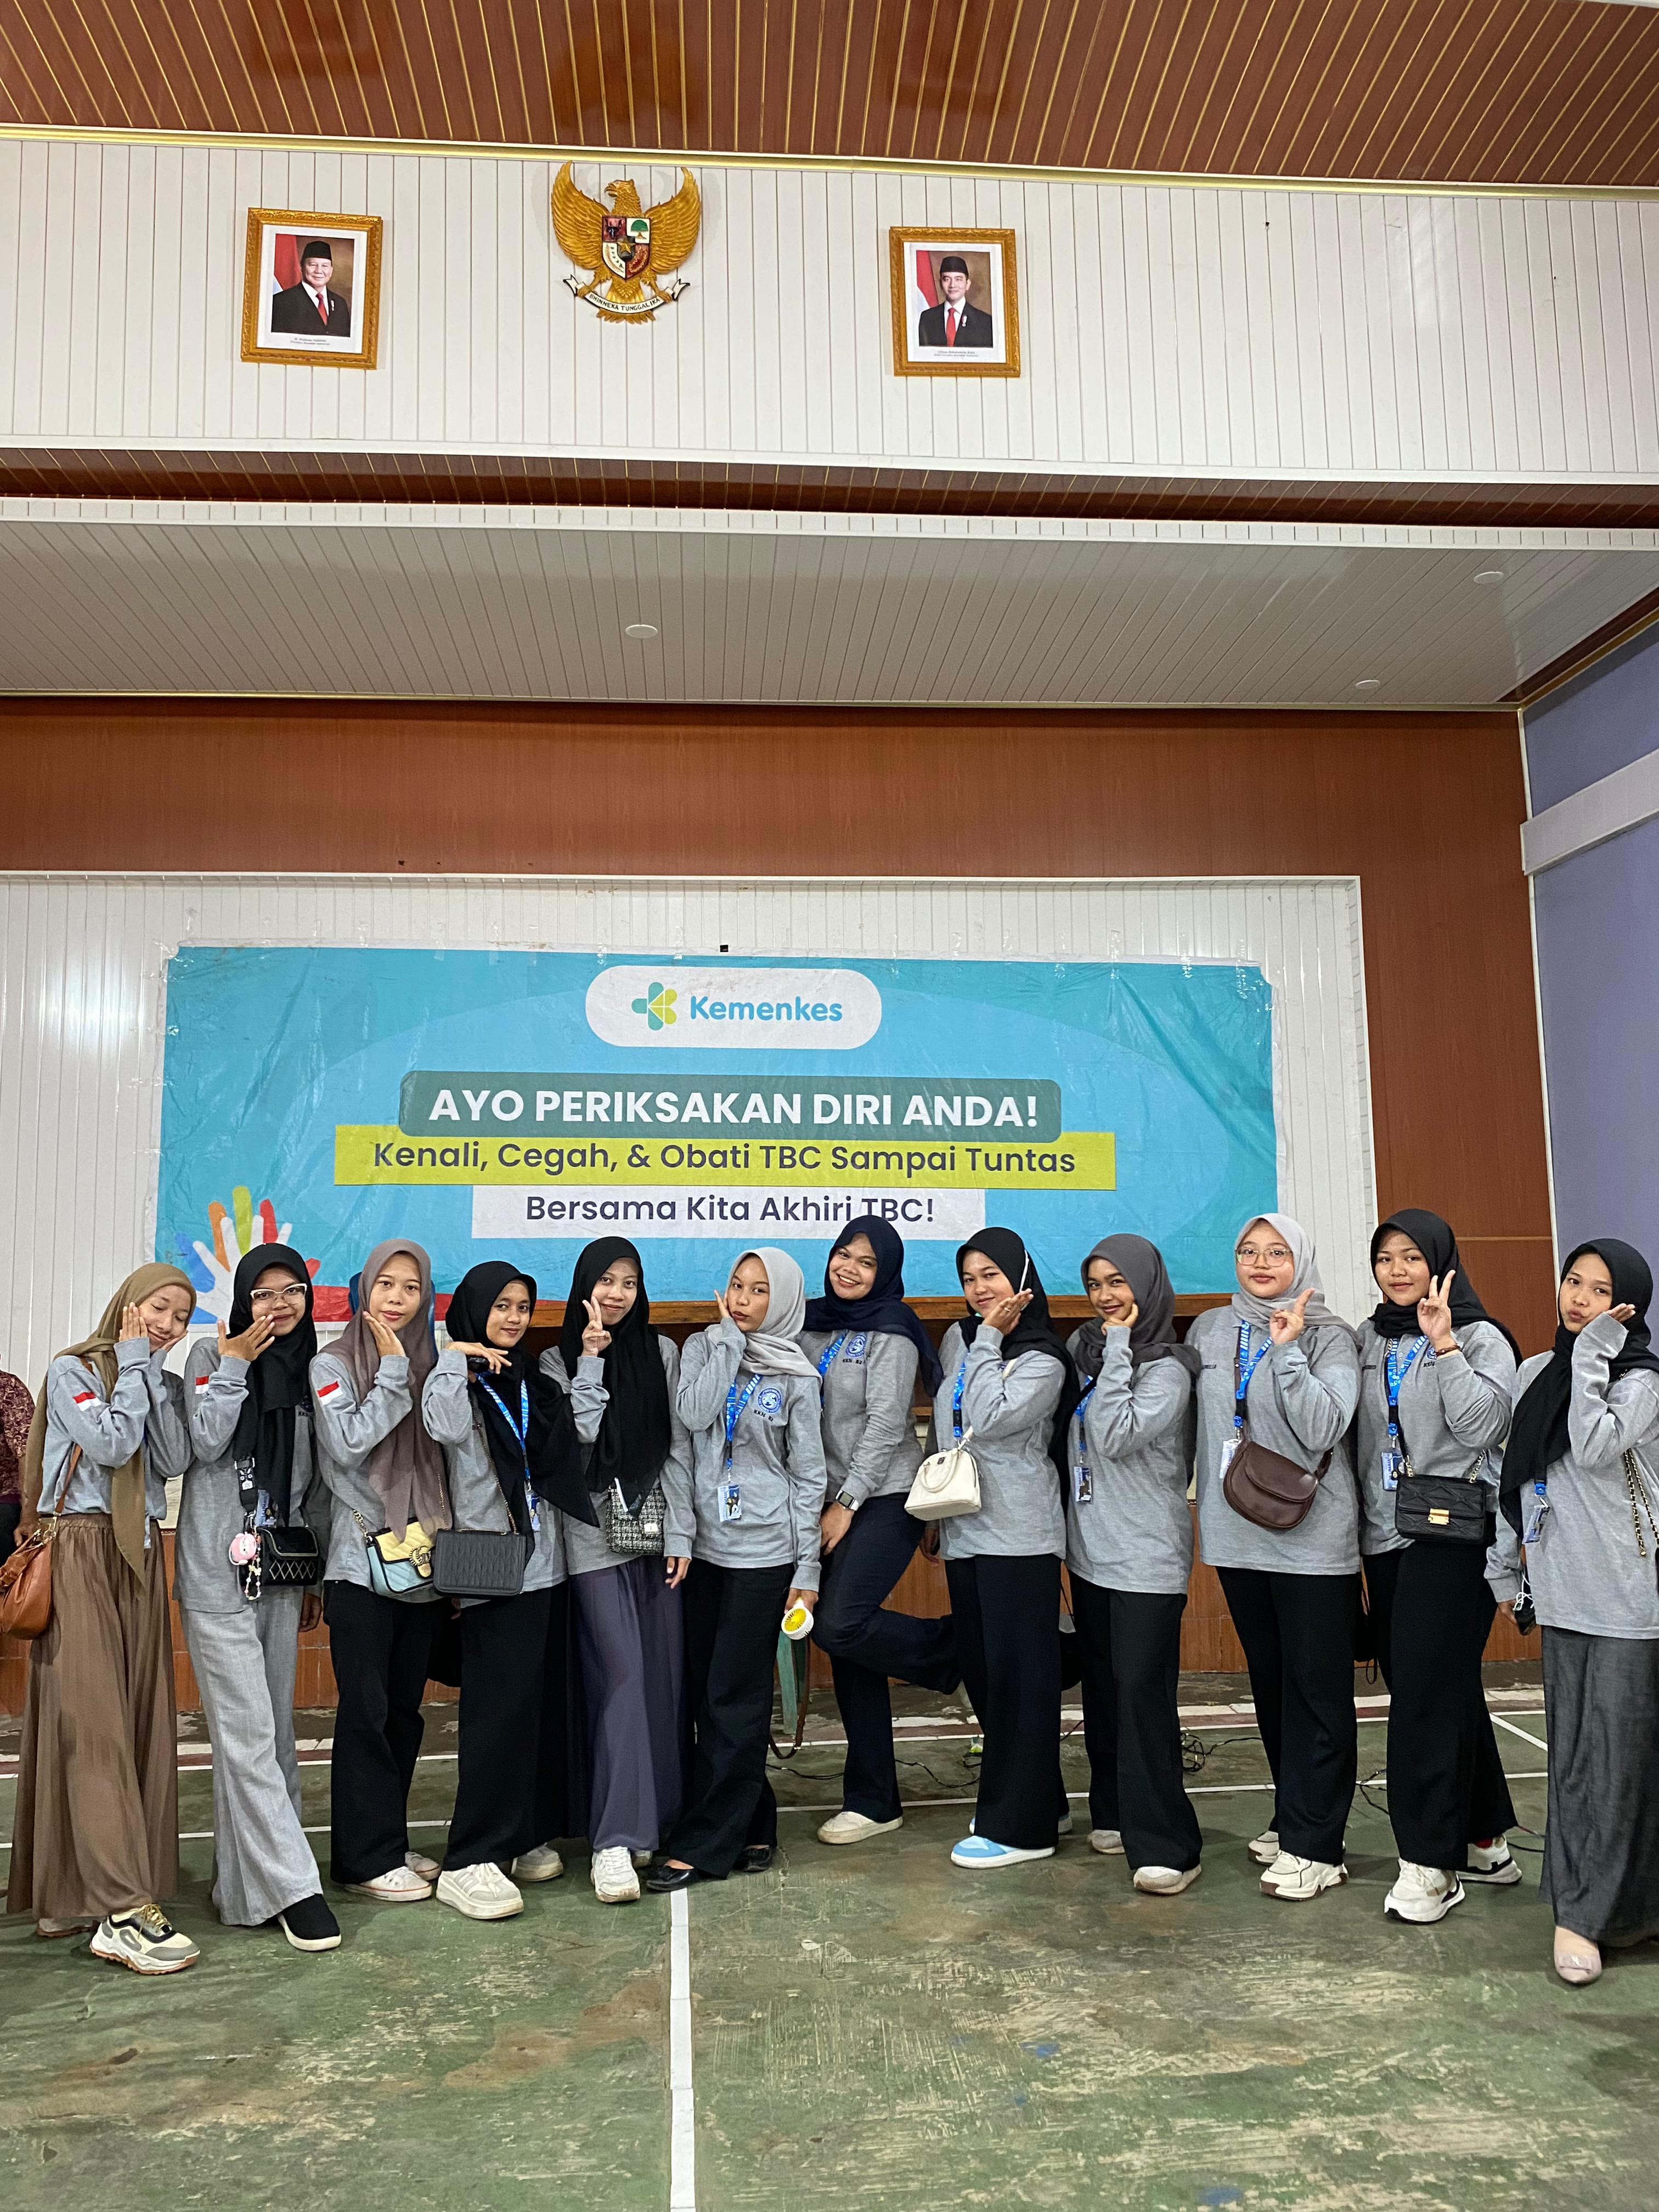 BHINNEKA TUNGGAL IKA
Kemenkes
AYO PERIKSAKAN DIRI ANDA!
Kenali, Cegah, & Obati TBC Sampai Tuntas
Bersama Kita Akhiri TBC!